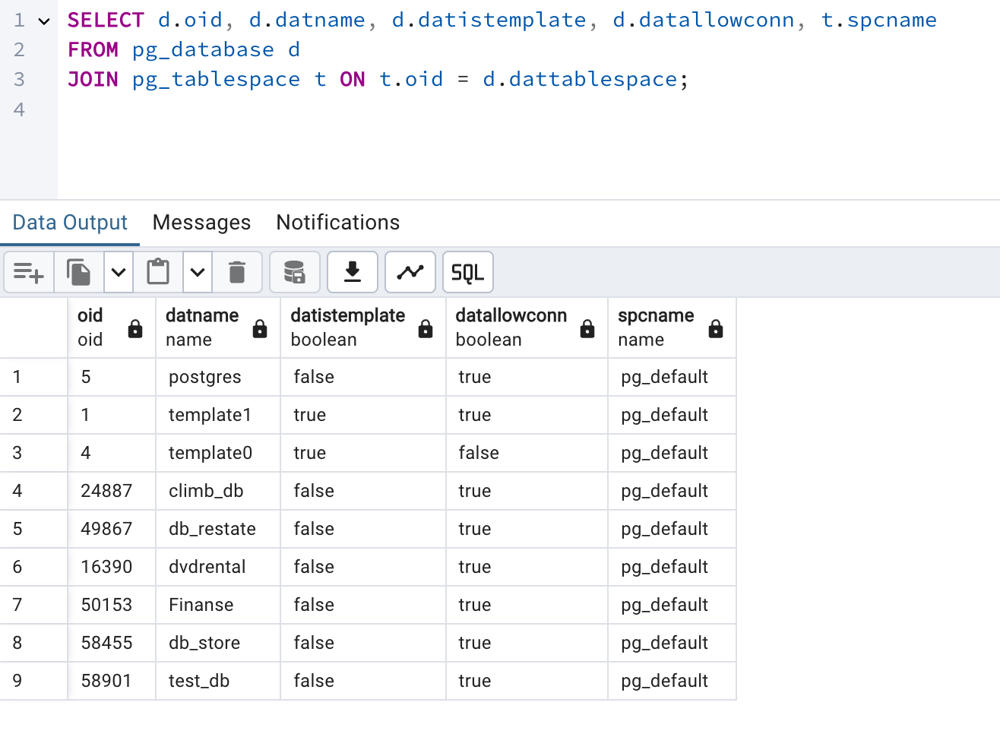 1 SELECT d.oid, d.datname, d.datistemplate, d.datallowconn, t.spcname
2 FROM pg_database d
3 JOIN pg_tablespace t ON t.oid = d.dattablespace;
4
Data Output Messages Notifications
SQL
oid datname datistemplate datallowconn spcname
oid name boolean boolean name
1 5 postgres false true pg_default
2 1 template1 true true pg_default
3 4 template0 true false pg_default
4 24887 climb_db false true pg_default
5 49867 db_restate false true pg_default
6 16390 dvdrental false true pg_default
7 50153 Finanse false true pg_default
8 58455 db_store false true pg_default
9 58901 test_db false true pg_default